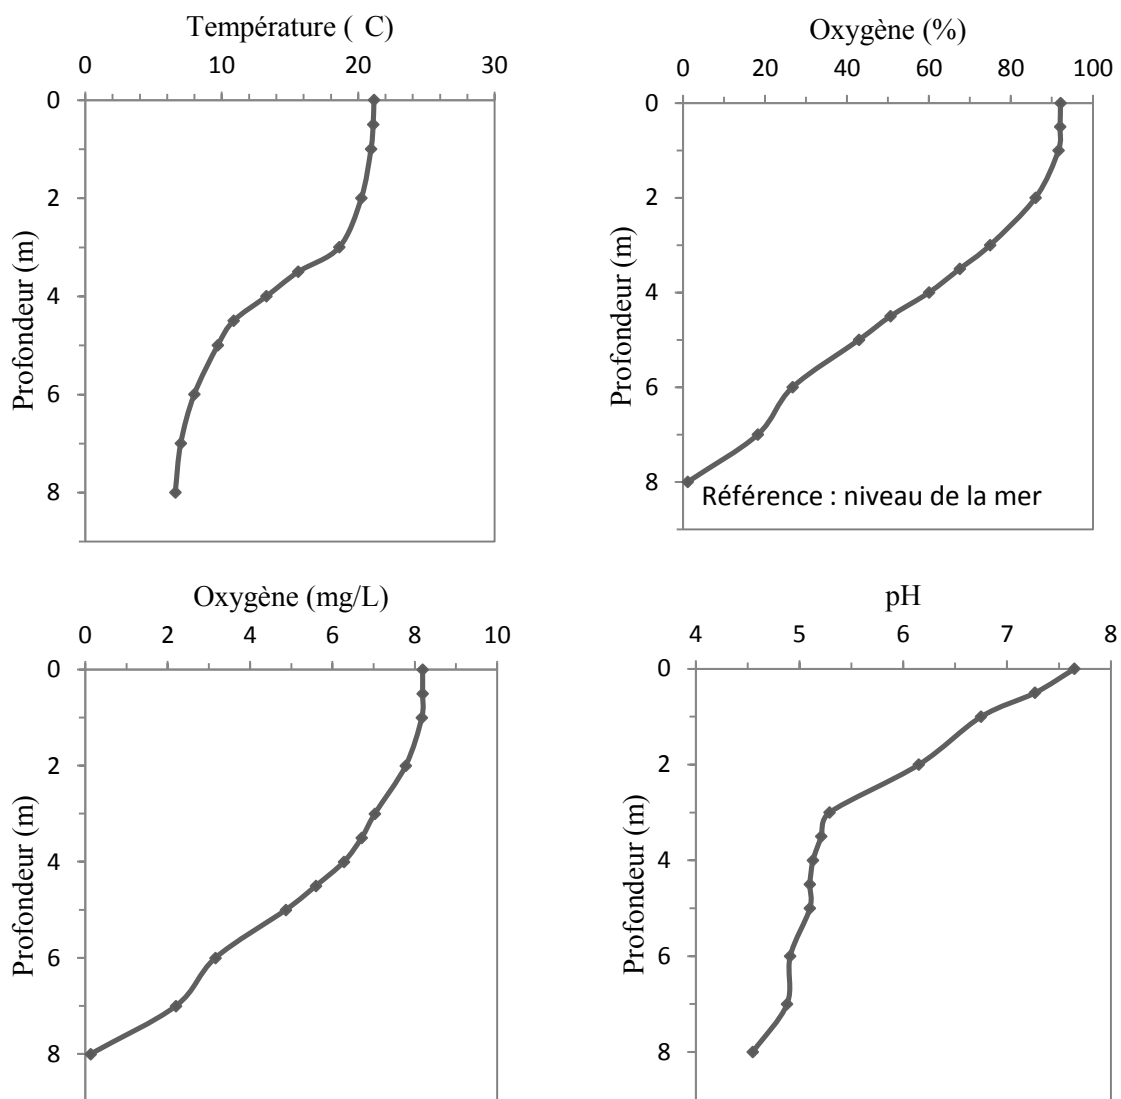 Température ( C)
0 10 20 30
0
2
4
6
8
Profondeur (m)
Oxygène (%)
0 20 40 60 80 100
0
2
4
6
8
Profondeur (m)
Référence : niveau de la mer
Oxygène (mg/L)
0 2 4 6 8 10
0
2
4
6
8
Profondeur (m)
pH
4 5 6 7 8
0
2
4
6
8
Profondeur (m)